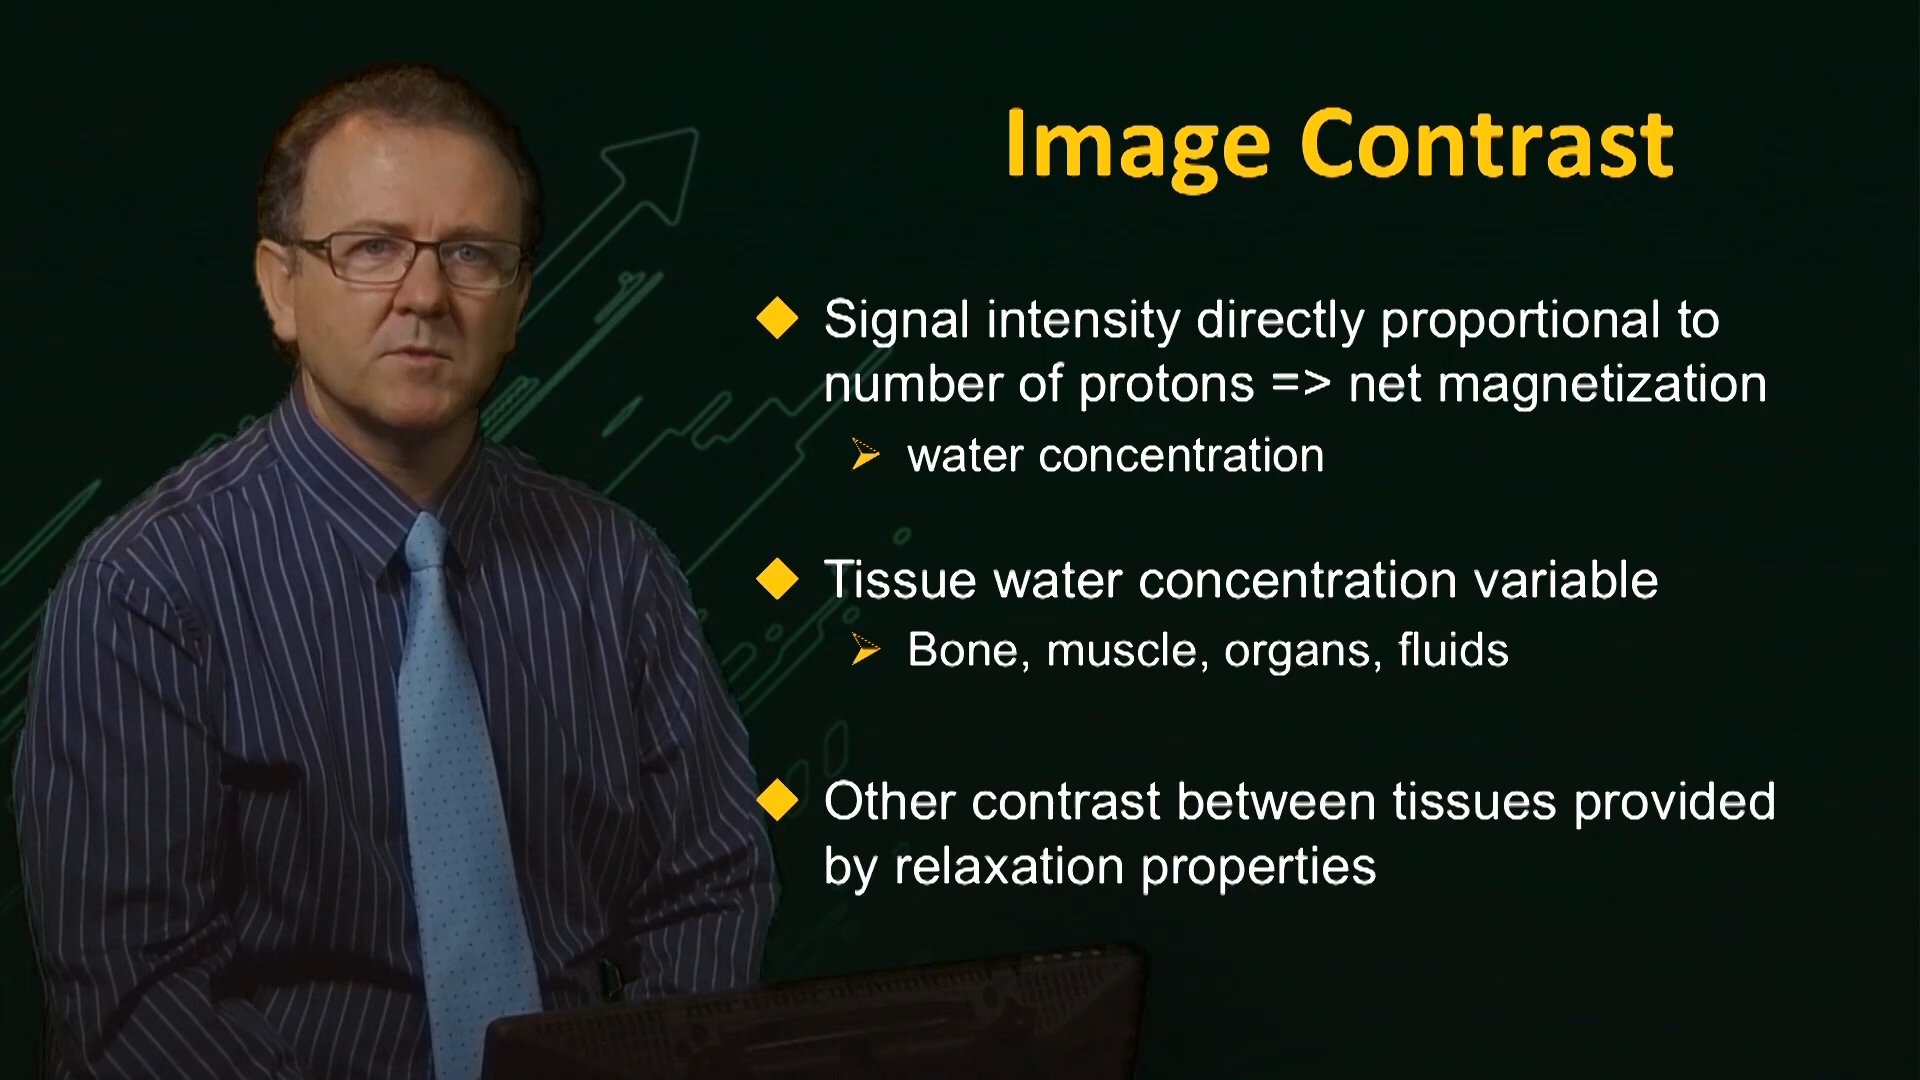 Image Contrast
Signal intensity directly proportional to
number of protons => net magnetization
water concentration
Tissue water concentration variable
Bone, muscle, organs, fluids
Other contrast between tissues provided
by relaxation properties